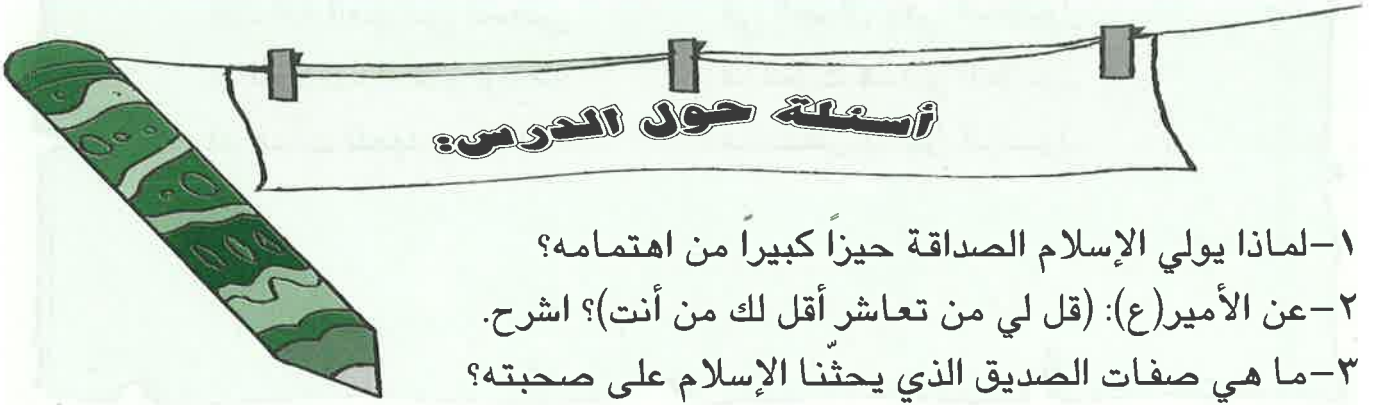 أسئلة حول الدرس:
١-لماذا يولي الإسلام الصداقة حيزاً كبيراً من اهتمامه؟
٢-عن الأمير(ع): (قل لي من تعاشر أقل لك من أنت)؟ اشرح.
٣-ما هي صفات الصديق الذي يحثّنا الإسلام على صحبته؟